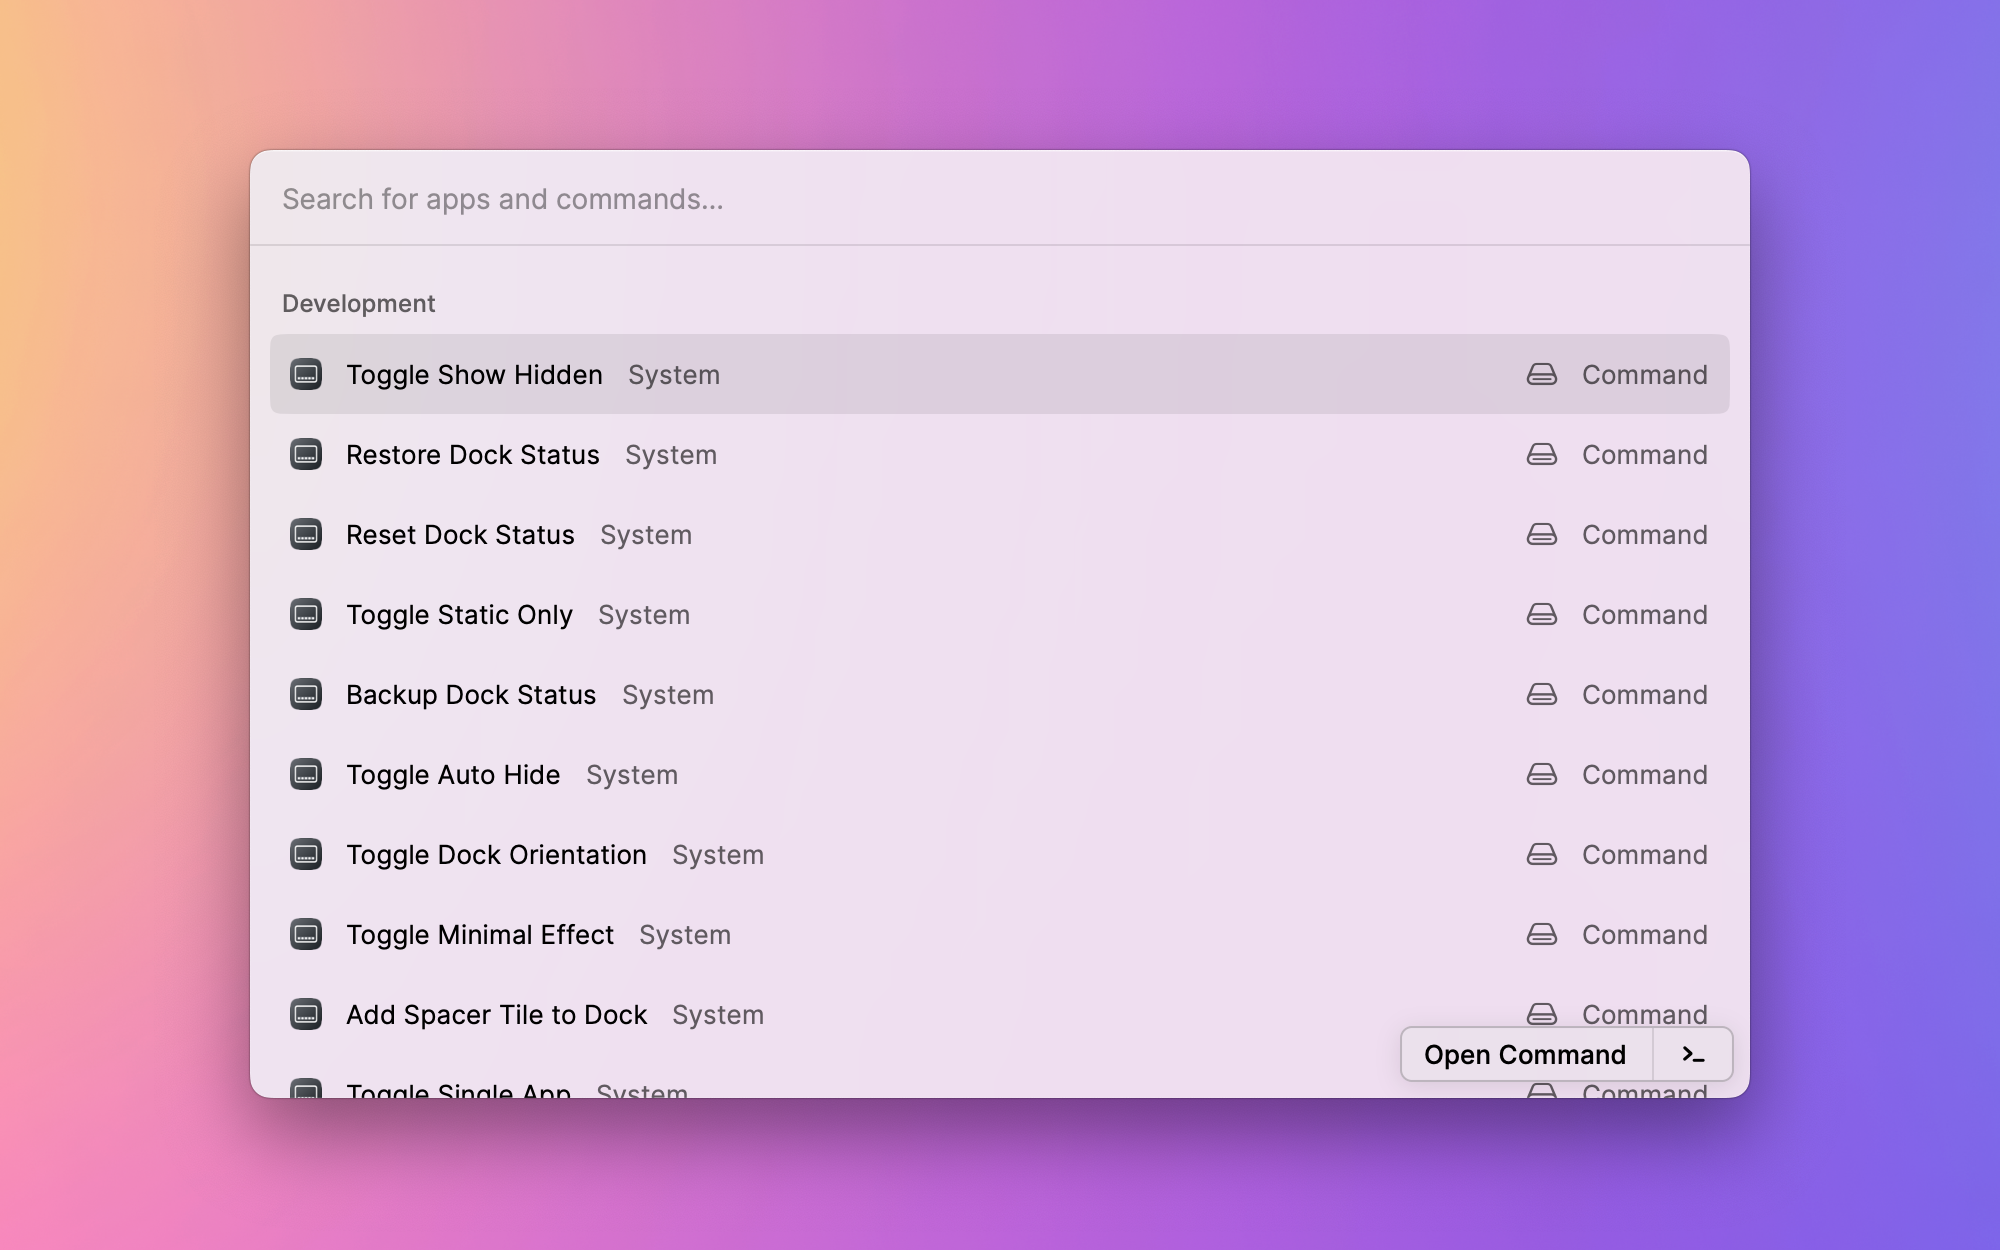 Search for apps and commands...
Development
Toggle Show Hidden System Command
Restore Dock Status System Command
Reset Dock Status System Command
Toggle Static Only System Command
Backup Dock Status System Command
Toggle Auto Hide System Command
Toggle Dock Orientation System Command
Toggle Minimal Effect System Command
Add Spacer Tile to Dock System Command
Open Command
Toggle Single App System Command